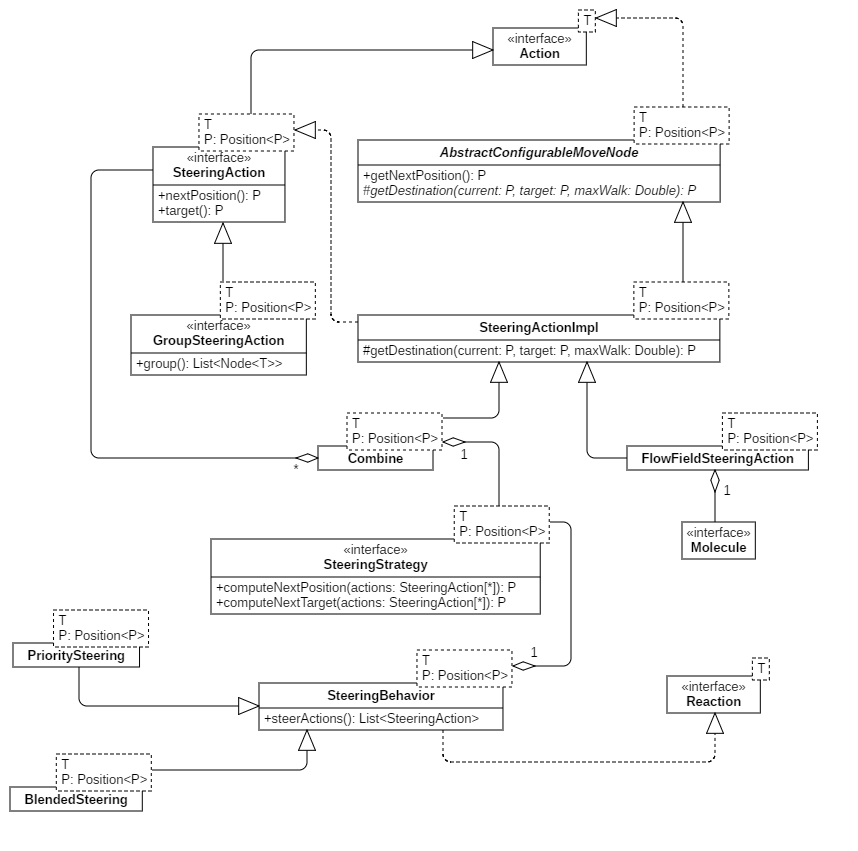 T
«interface»
Action
T
P: Position<P>
«interface»
SteeringAction
+nextPosition(): P
+target(): P
T
P: Position<P>
AbstractConfigurableMoveNode
+getNextPosition(): P
#getDestination(current: P, target: P, maxWalk: Double): P
T
P: Position<P>
«interface»
GroupSteeringAction
+group(): List<Node<T>>
T
P: Position<P>
SteeringActionImpl
#getDestination(current: P, target: P, maxWalk: Double): P
T
P: Position<P>
Combine
*
1
T
P: Position<P>
FlowFieldSteeringAction
1
«interface»
Molecule
T
P: Position<P>
«interface»
SteeringStrategy
+computeNextPosition(actions: SteeringAction[*]): P
+computeNextTarget(actions: SteeringAction[*]): P
T
P: Position<P>
PrioritySteering
T
P: Position<P>
1
SteeringBehavior
+steerActions(): List<SteeringAction>
T
«interface»
Reaction
T
P: Position<P>
BlendedSteering